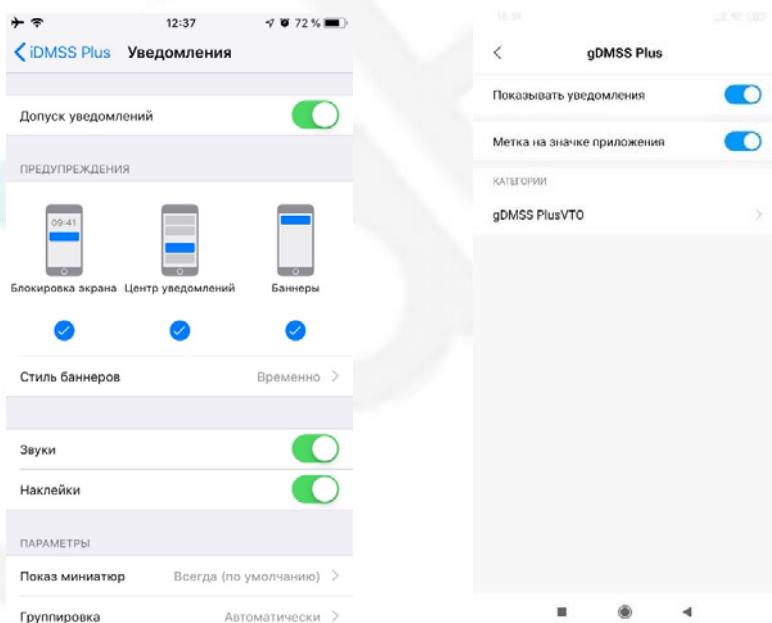 12:37
72 %
iDMSS Plus Уведомления
Допуск уведомлений
ПРЕДУПРЕЖДЕНИЯ
09:41
Блокировка экрана Центр уведомлений Баннеры
Стиль баннеров Временно
Звуки
Наклейки
ПАРАМЕТРЫ
Показ миниатюр Всегда (по умолчанию)
Группировка Автоматически
gDMSS Plus
Показывать уведомления
Метка на значке приложения
КАТЕГОРИИ
gDMSS PlusVTO